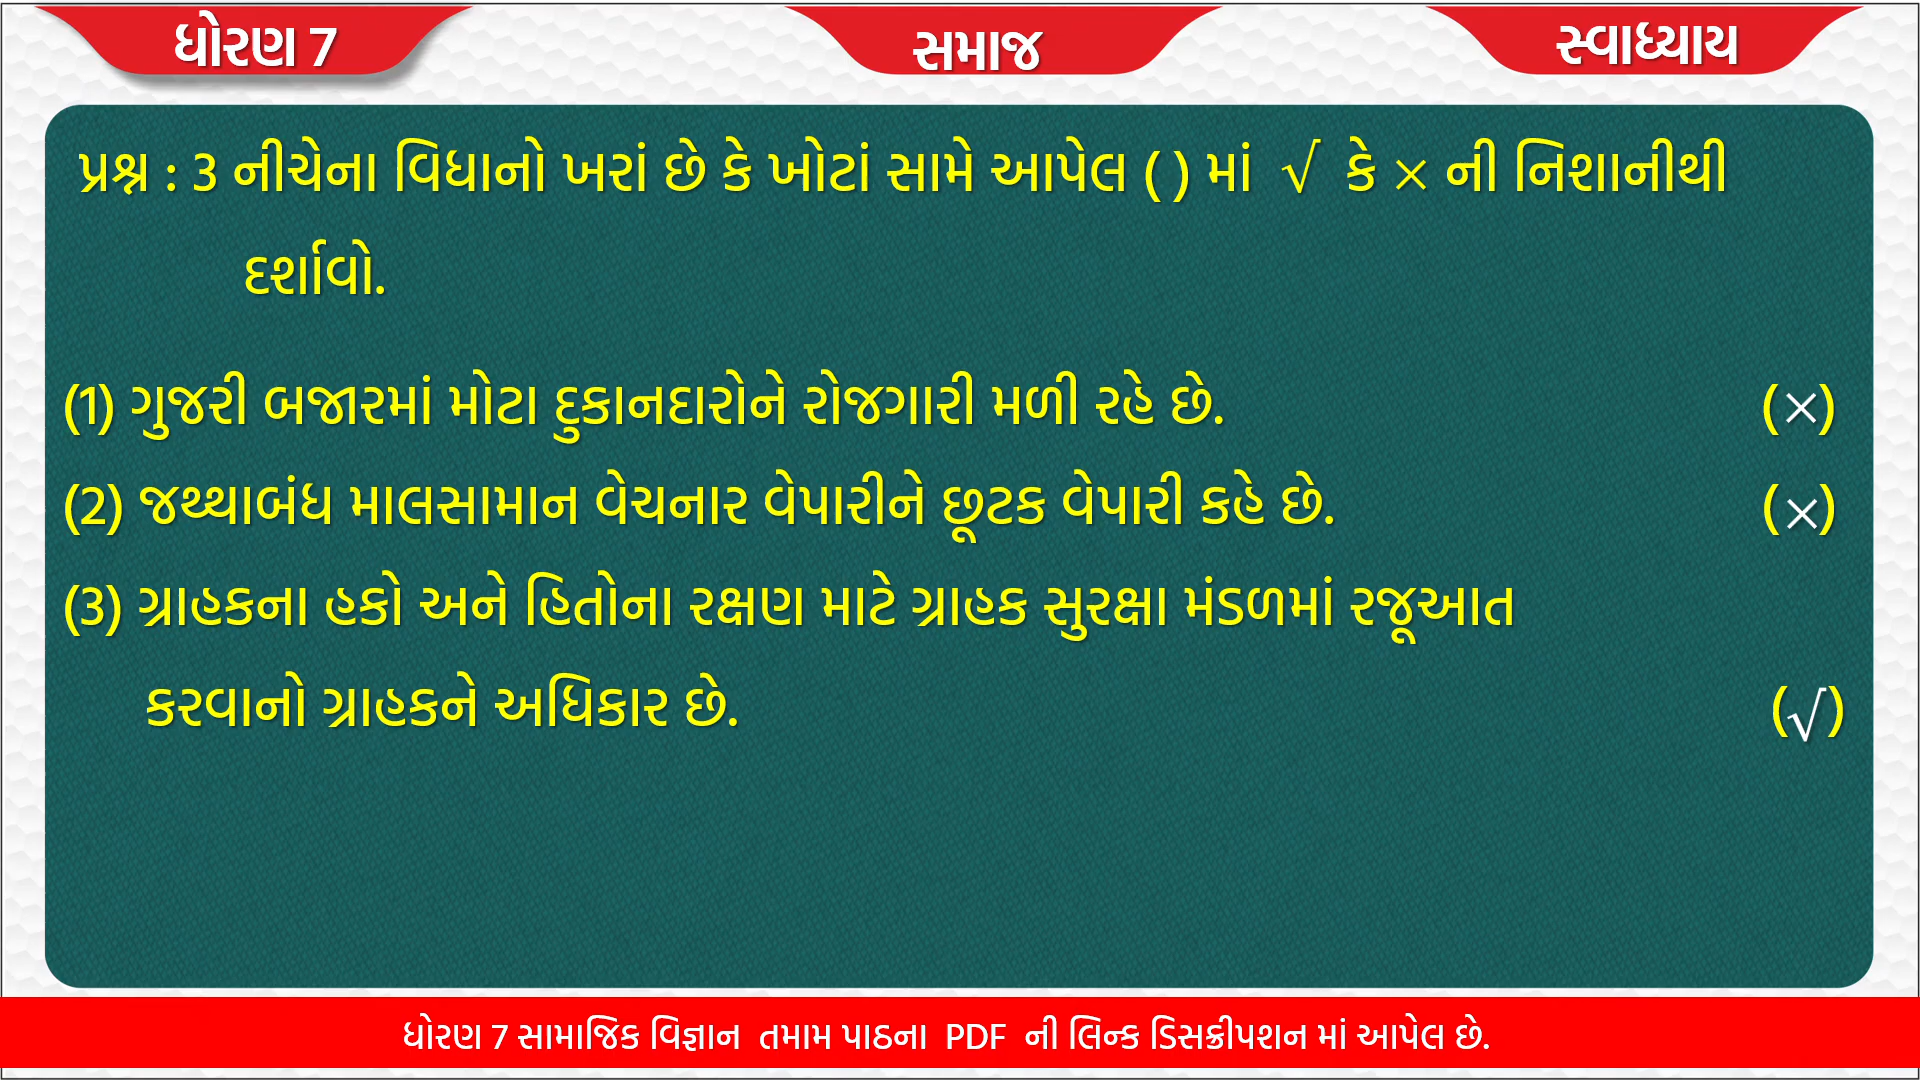 ધોરણ 7
સમાજ
સ્વાધ્યાય
પ્રશ્ન : 3 નીચેના વિધાનો ખરાં છે કે ખોટાં સામે આપેલ ( ) માં √ કે × ની નિશાનીથી
દર્શાવો.
(1) ગુજરી બજારમાં મોટા દુકાનદારોને રોજગારી મળી રહે છે. (×)
(2) જથ્થાબંધ માલસામાન વેચનાર વેપારીને છૂટક વેપારી કહે છે. (×)
(3) ગ્રાહકના હકો અને હિતોના રક્ષણ માટે ગ્રાહક સુરક્ષા મંડળમાં રજૂઆત
કરવાનો ગ્રાહકને અધિકાર છે. (√)
ધોરણ 7 સામાજિક વિજ્ઞાન તમામ પાઠના PDF ની લિન્ક ડિસક્રીપશન માં આપેલ છે.